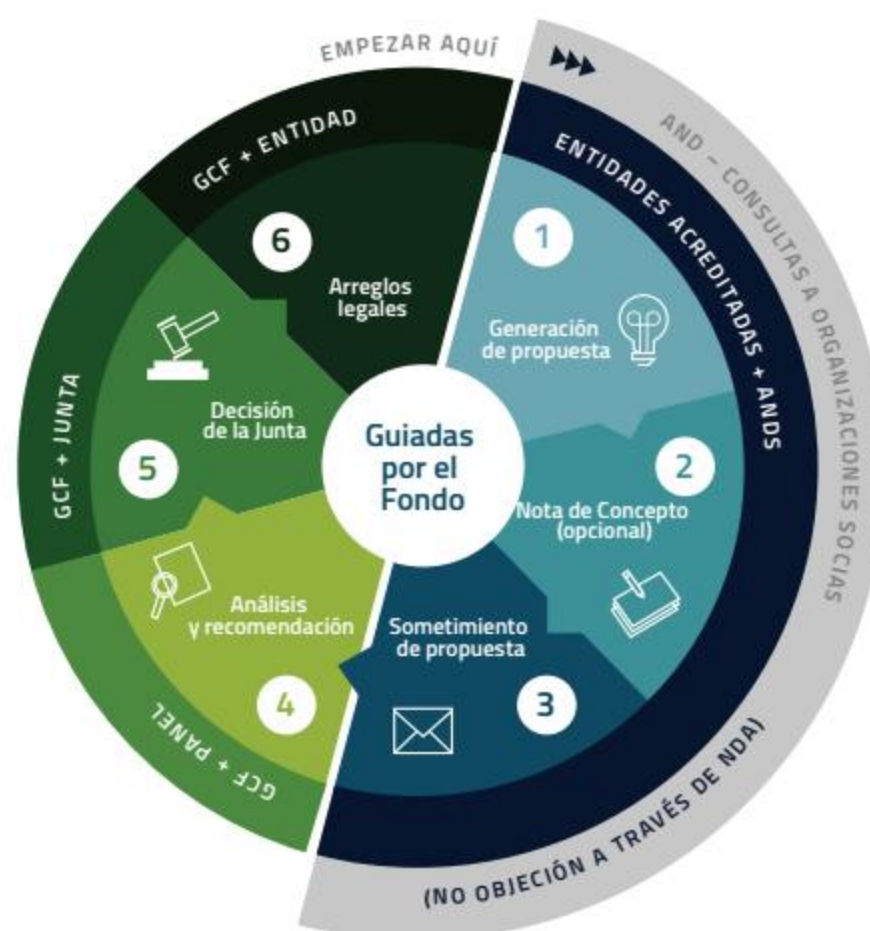 EMPEZAR AQUÍ
AND – CONSULTAS A ORGANIZACIONES SOCIAS
(NO OBJECIÓN A TRAVÉS DE NDA)
ENTIDADES ACREDITADAS + ANDS
1
Generación
de propuesta
2
Nota de Concepto
(opcional)
3
Sometimiento
de propuesta
GCF + PANEL
4
Análisis
y recomendación
GCF + JUNTA
5
Decisión
de la Junta
GCF + ENTIDAD
6
Arreglos
legales
Guiadas
por el
Fondo